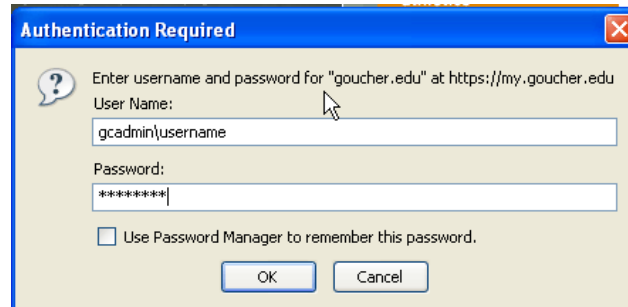 Authentication Required
Enter username and password for "goucher.edu" at https://my.goucher.edu
User Name:
gcadmin\username
Password:
********
Use Password Manager to remember this password.
OK
Cancel